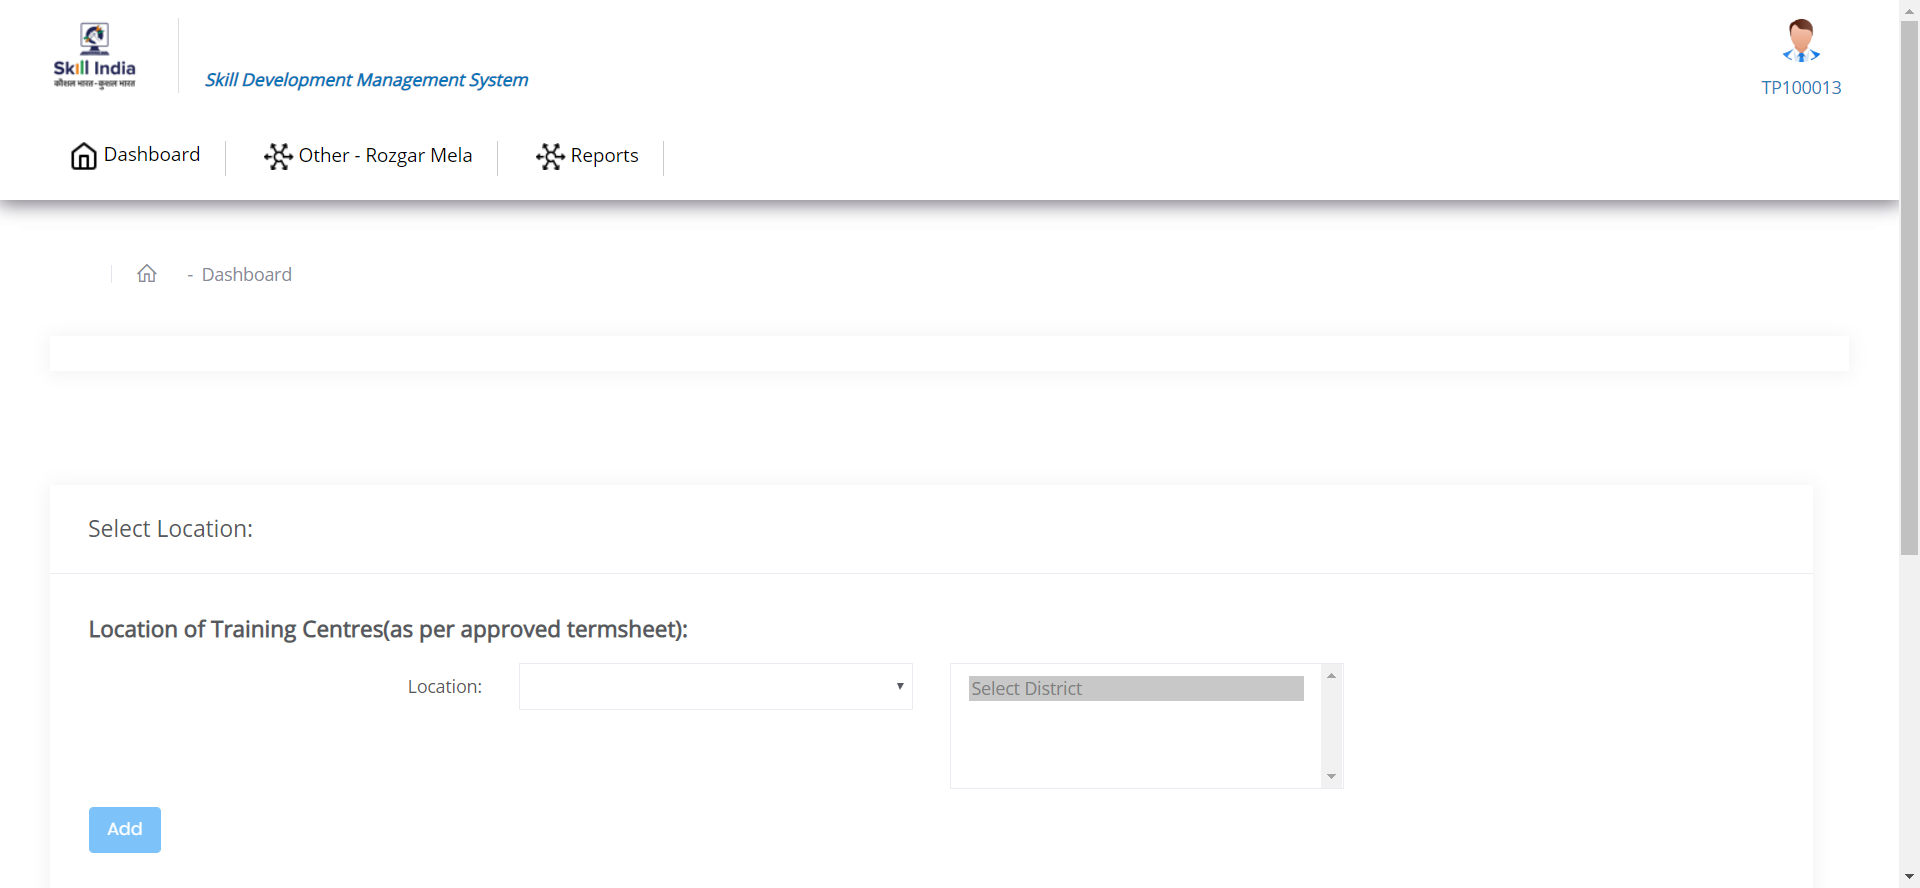 Skill India
कौशल भारत - कुशल भारत
Skill Development Management System
TP100013
Dashboard
Other - Rozgar Mela
Reports
- Dashboard
Select Location:
Location of Training Centres(as per approved termsheet):
Location:
Select District
Add